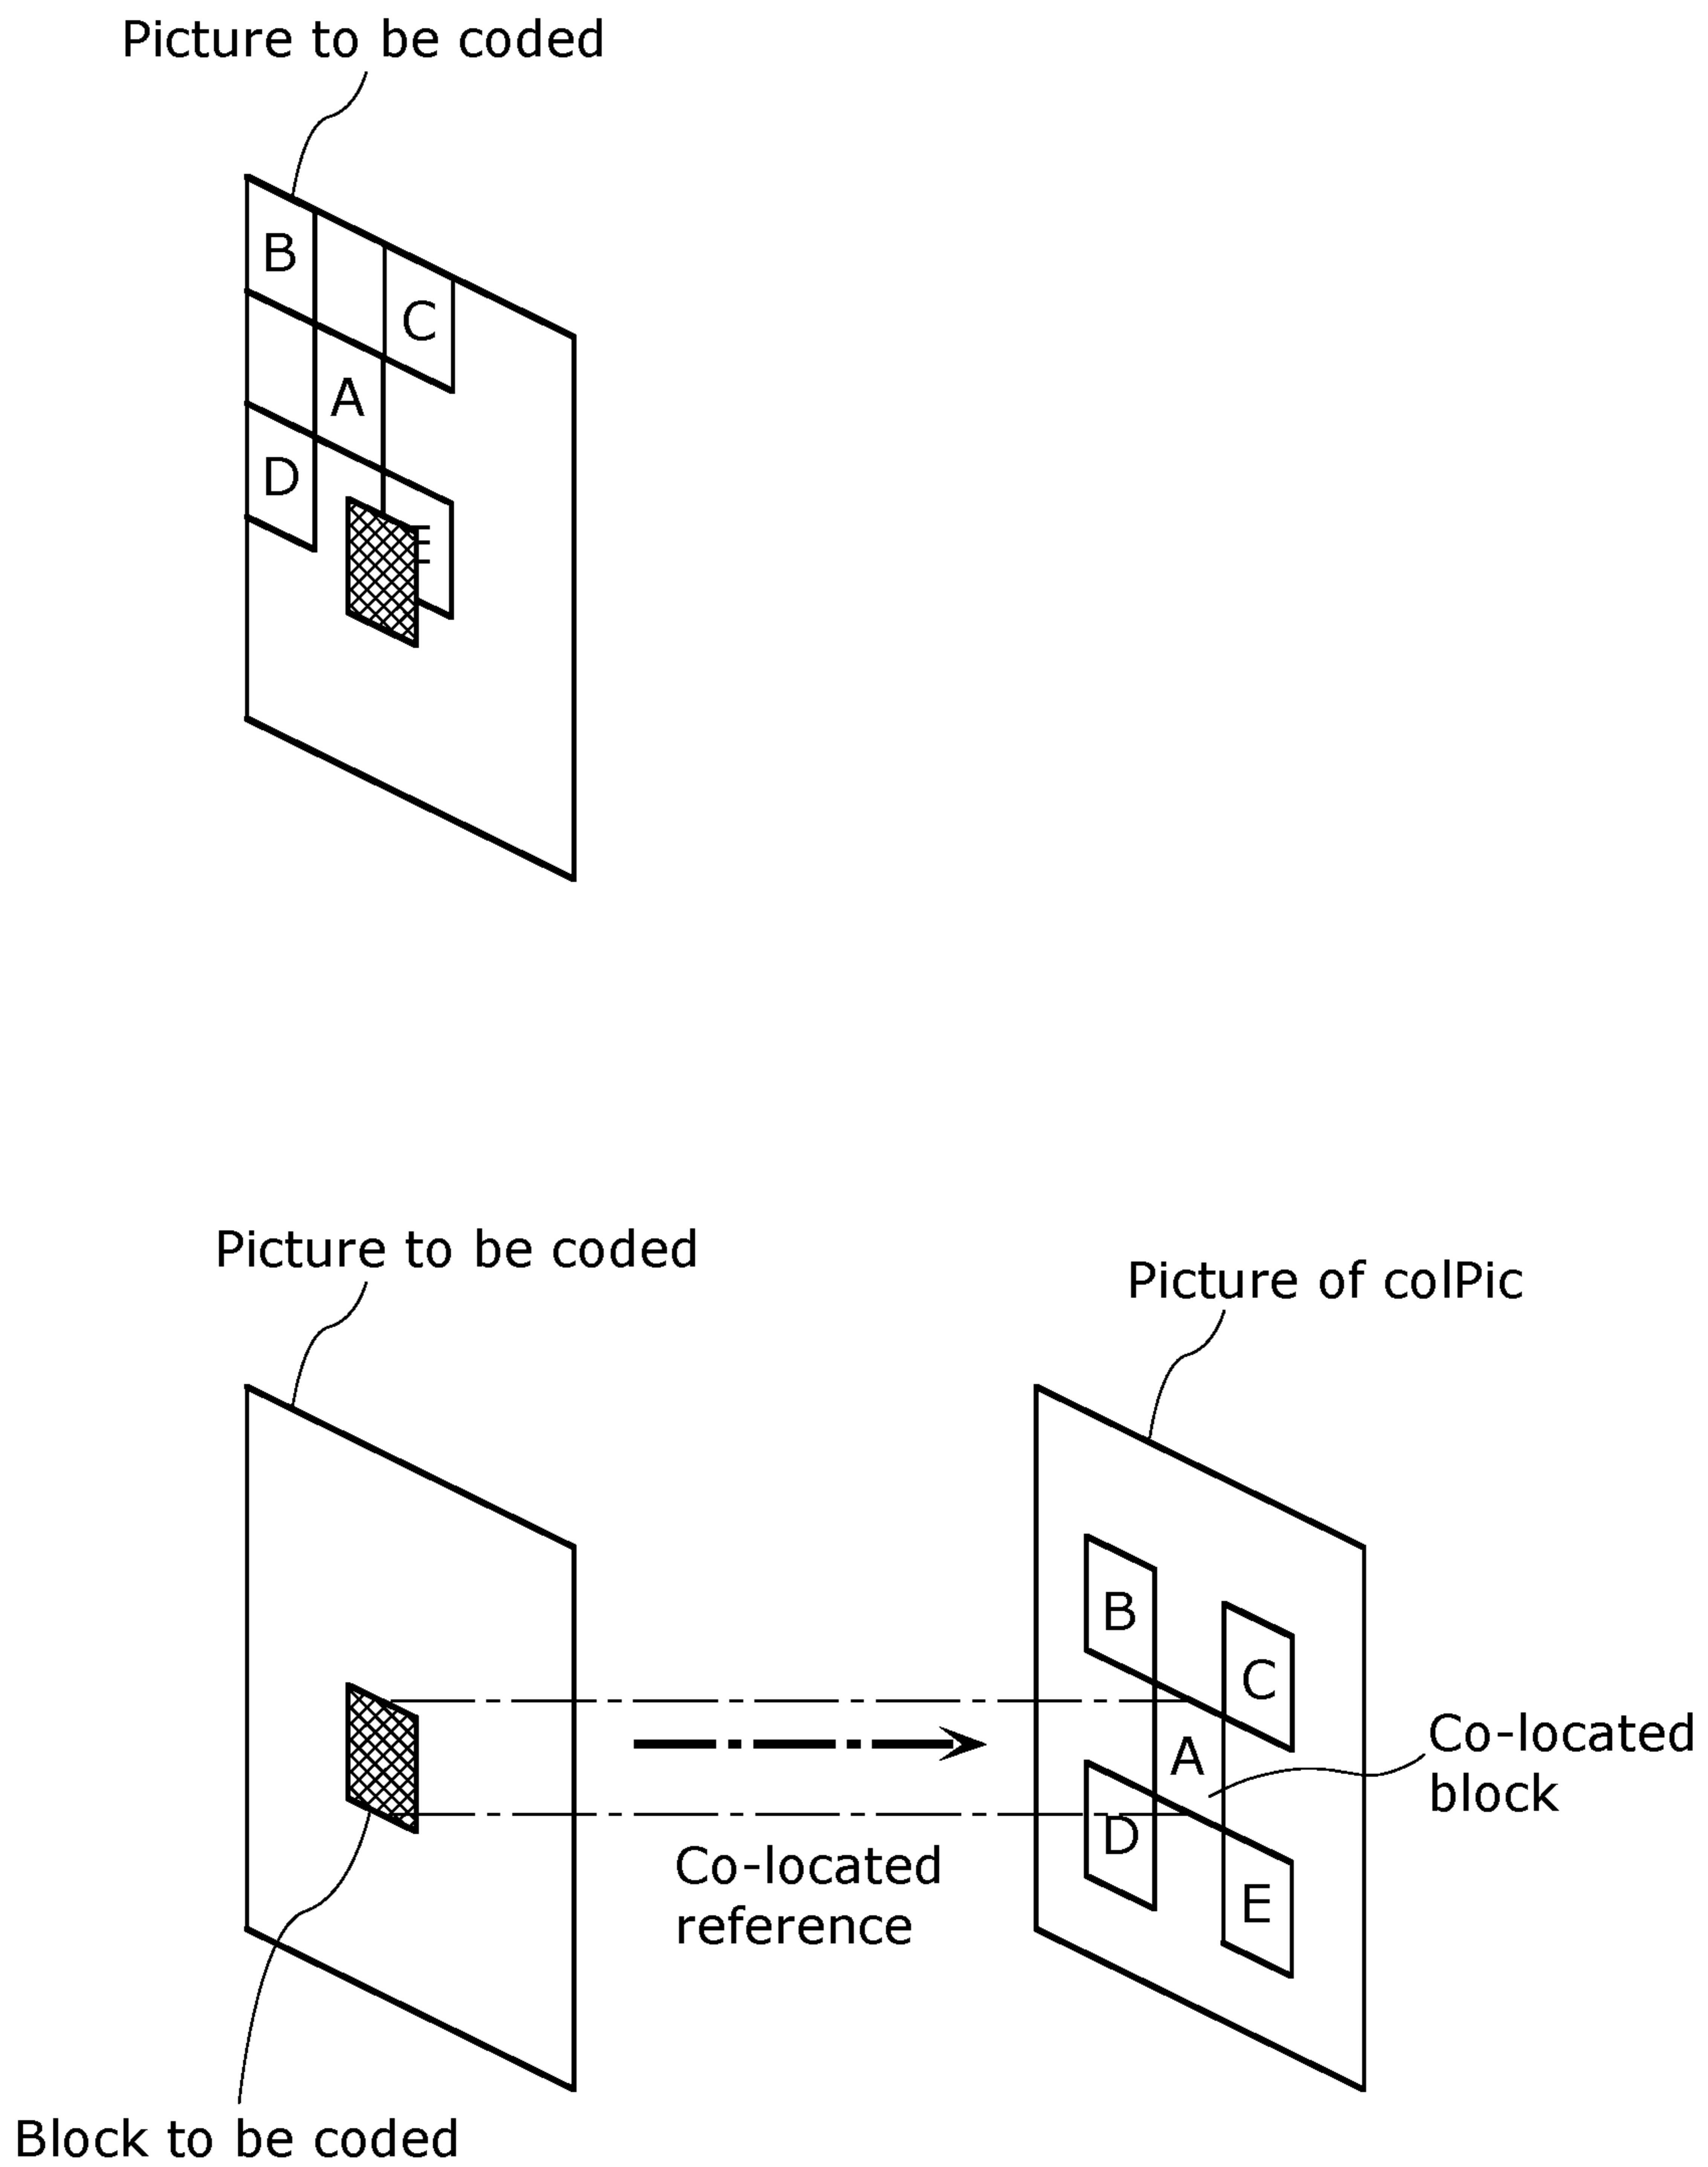 Picture to be coded
B
C
A
D
E
Picture to be coded
Picture of colPic
B
C
A
Co-located
block
D
E
Co-located
reference
Block to be coded